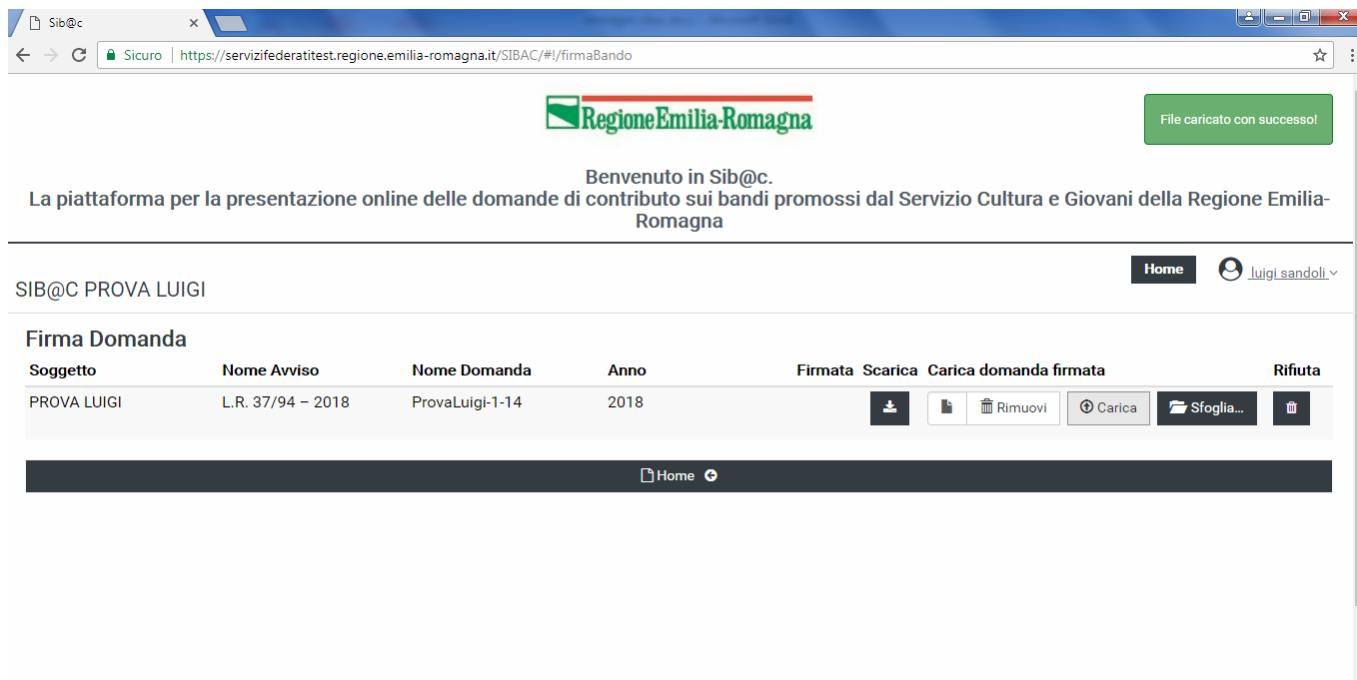 Sib@c
Sicuro | https://servizifederatitest.regione.emilia-romagna.it/SIBAC/#!/firmaBando
RegioneEmilia-Romagna
File caricato con successo!
Benvenuto in Sib@c.
La piattaforma per la presentazione online delle domande di contributo sui bandi promossi dal Servizio Cultura e Giovani della Regione Emilia-
Romagna
Home luigi sandoli
SIB@C PROVA LUIGI
Firma Domanda
Soggetto Nome Avviso Nome Domanda Anno Firmata Scarica Carica domanda firmata Rifiuta
PROVA LUIGI L.R. 37/94 – 2018 ProvaLuigi-1-14 2018 Rimuovi Carica Sfoglia...
Home